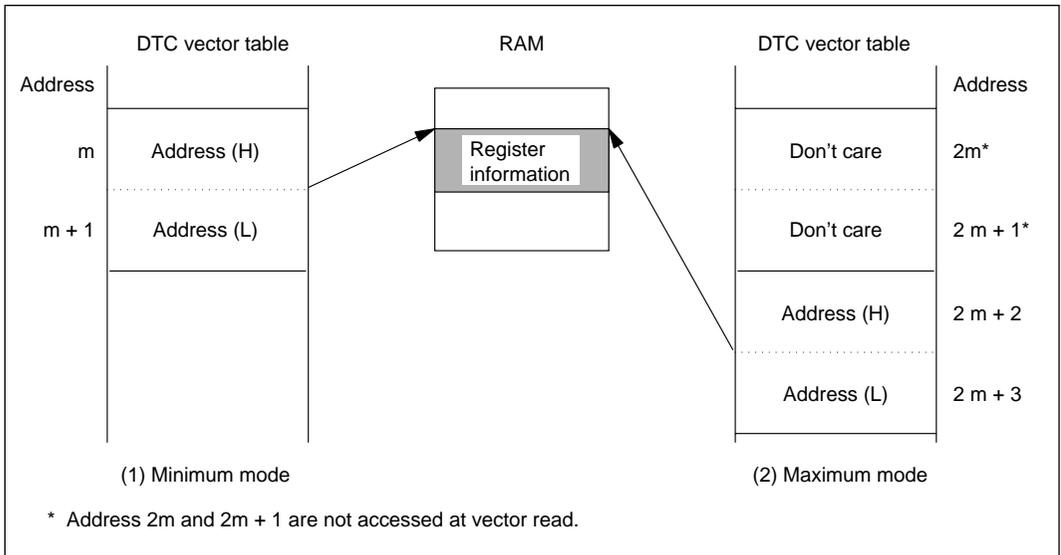 DTC vector table
RAM
DTC vector table
Address
Address
m
Address (H)
Register
information
Don't care
2m*
m + 1
Address (L)
Don't care
2 m + 1*
Address (H)
2 m + 2
Address (L)
2 m + 3
(1) Minimum mode
(2) Maximum mode
* Address 2m and 2m + 1 are not accessed at vector read.